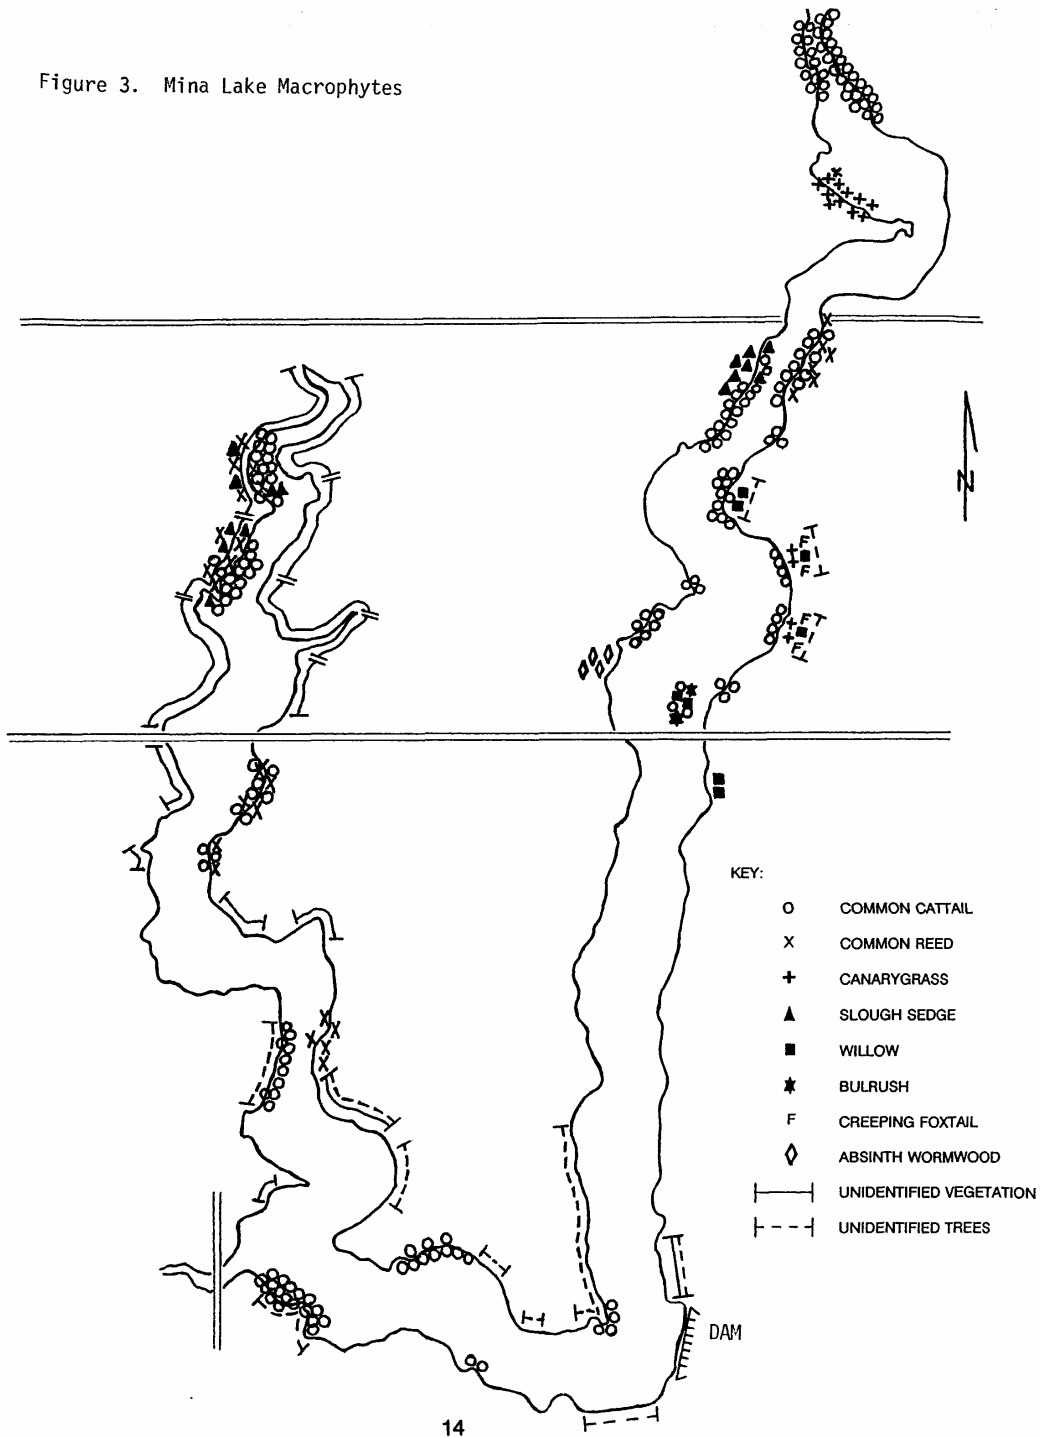 Figure 3. Mina Lake Macrophytes
N
KEY:
O COMMON CATTAIL
X COMMON REED
+ CANARYGRASS
▲ SLOUGH SEDGE
■ WILLOW
★ BULRUSH
F CREEPING FOXTAIL
◊ ABSINTH WORMWOOD
UNIDENTIFIED VEGETATION
UNIDENTIFIED TREES
F
F
F
F
DAM
14